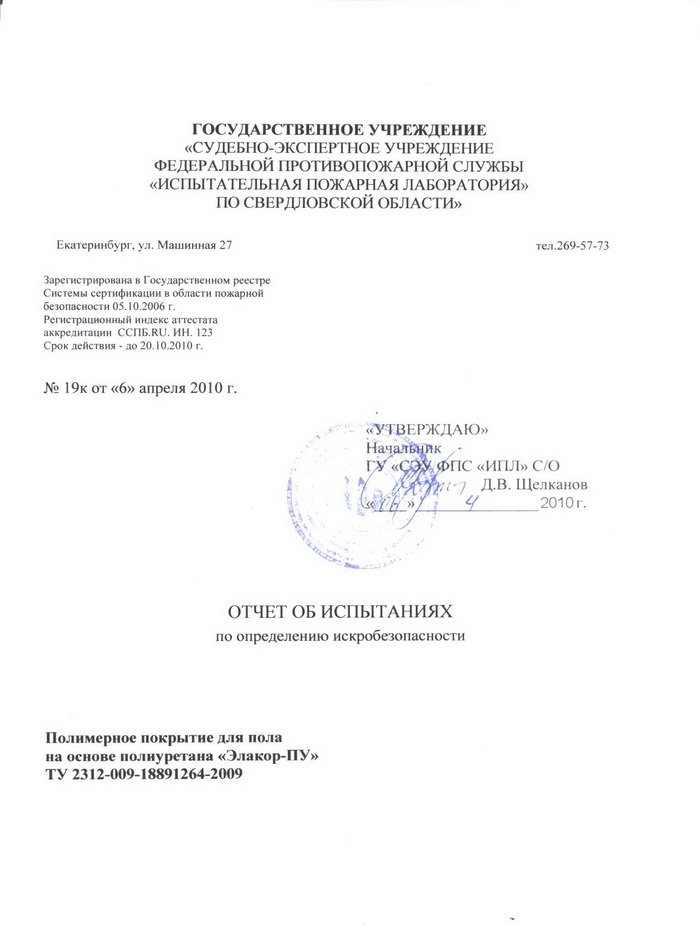 ГОСУДАРСТВЕННОЕ УЧРЕЖДЕНИЕ
«СУДЕБНО-ЭКСПЕРТНОЕ УЧРЕЖДЕНИЕ
ФЕДЕРАЛЬНОЙ ПРОТИВОПОЖАРНОЙ СЛУЖБЫ
«ИСПЫТАТЕЛЬНАЯ ПОЖАРНАЯ ЛАБОРАТОРИЯ»
ПО СВЕРДЛОВСКОЙ ОБЛАСТИ»
Екатеринбург, ул. Машинная 27 тел.269-57-73
Зарегистрирована в Государственном реестре
Системы сертификации в области пожарной
безопасности 05.10.2006 г.
Регистрационный индекс аттестата
аккредитации ССПБ.RU. ИН. 123
Срок действия - до 20.10.2010 г.
№ 19к от «6» апреля 2010 г.
«УТВЕРЖДАЮ»
Начальник
ГУ «СЭУ ФПС «ИПЛ» С/О
Д.В. Щелканов
«06» 4 2010 г.
ОТЧЕТ ОБ ИСПЫТАНИЯХ
по определению искробезопасности
Полимерное покрытие для пола
на основе полиуретана «Элакор-ПУ»
ТУ 2312-009-18891264-2009